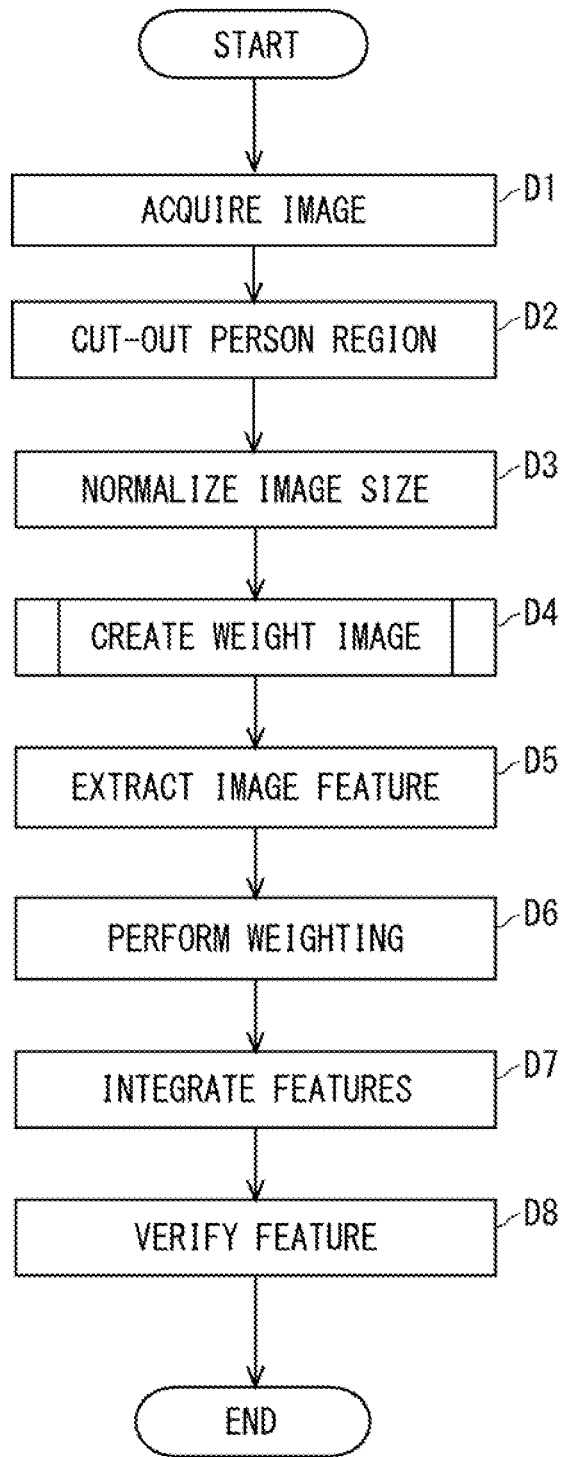 START
ACQUIRE IMAGE
D1
CUT-OUT PERSON REGION
D2
NORMALIZE IMAGE SIZE
D3
CREATE WEIGHT IMAGE
D4
EXTRACT IMAGE FEATURE
D5
PERFORM WEIGHTING
D6
INTEGRATE FEATURES
D7
VERIFY FEATURE
D8
END